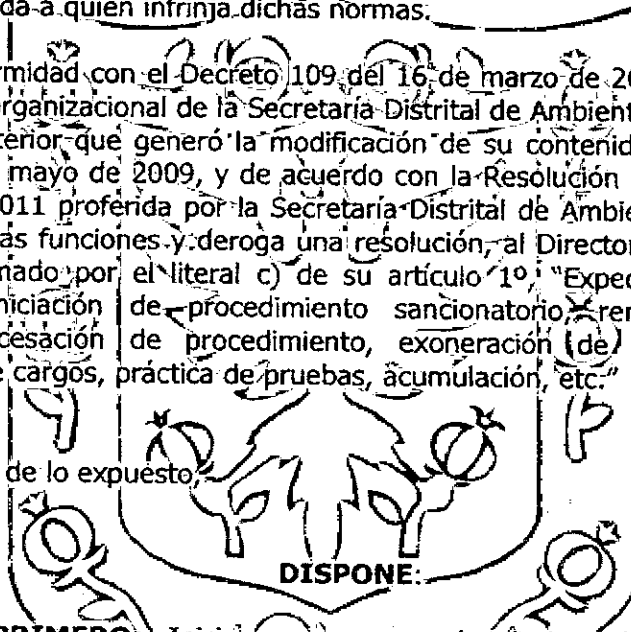 da a quien infrinja dichas normas.
rmidad con el Decreto 109 del 16 de marzo de 20
organizacional de la Secretaría Distrital de Ambient
terior que generó la modificación de su contenid
mayo de 2009, y de acuerdo con la Resolución
011 proferida por la Secretaría Distrital de Ambie
as funciones y deroga una resolución, al Director
nado por el literal c) de su artículo 1º, "Exped
niciación de procedimiento sancionatorio, rem
cesación de procedimiento, exoneración de
e cargos, práctica de pruebas, acumulación, etc."
de lo expuesto,
DISPONE:
PRIMERO